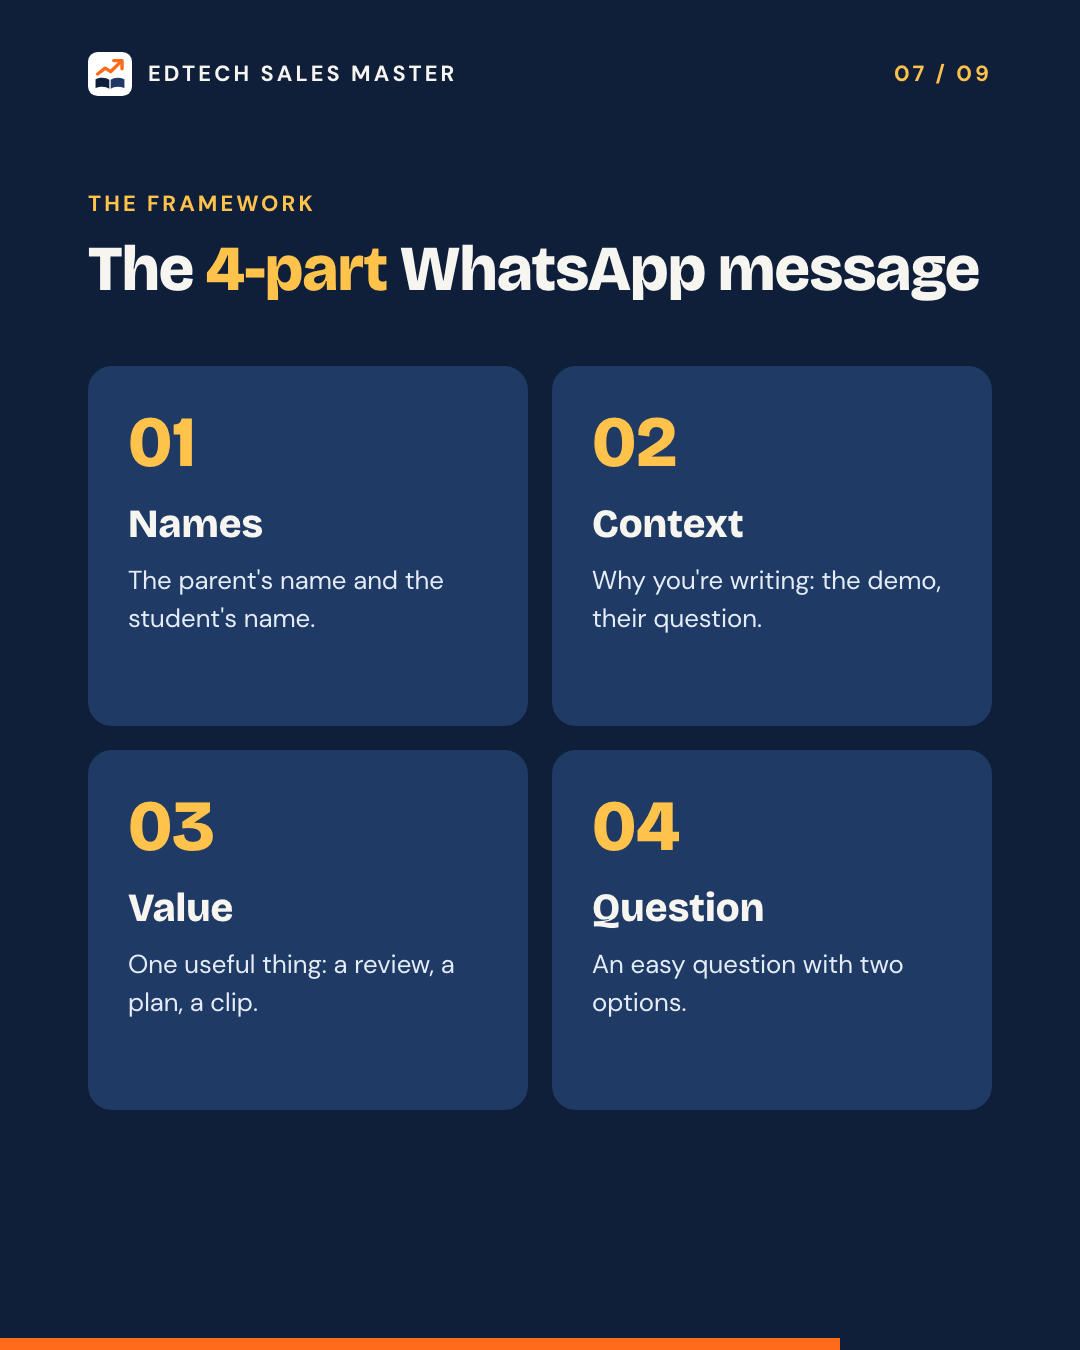 EDTECH SALES MASTER
07 / 09
THE FRAMEWORK
The 4-part WhatsApp message
01
Names
The parent's name and the
student's name.
02
Context
Why you're writing: the demo,
their question.
03
Value
One useful thing: a review, a
plan, a clip.
04
Question
An easy question with two
options.